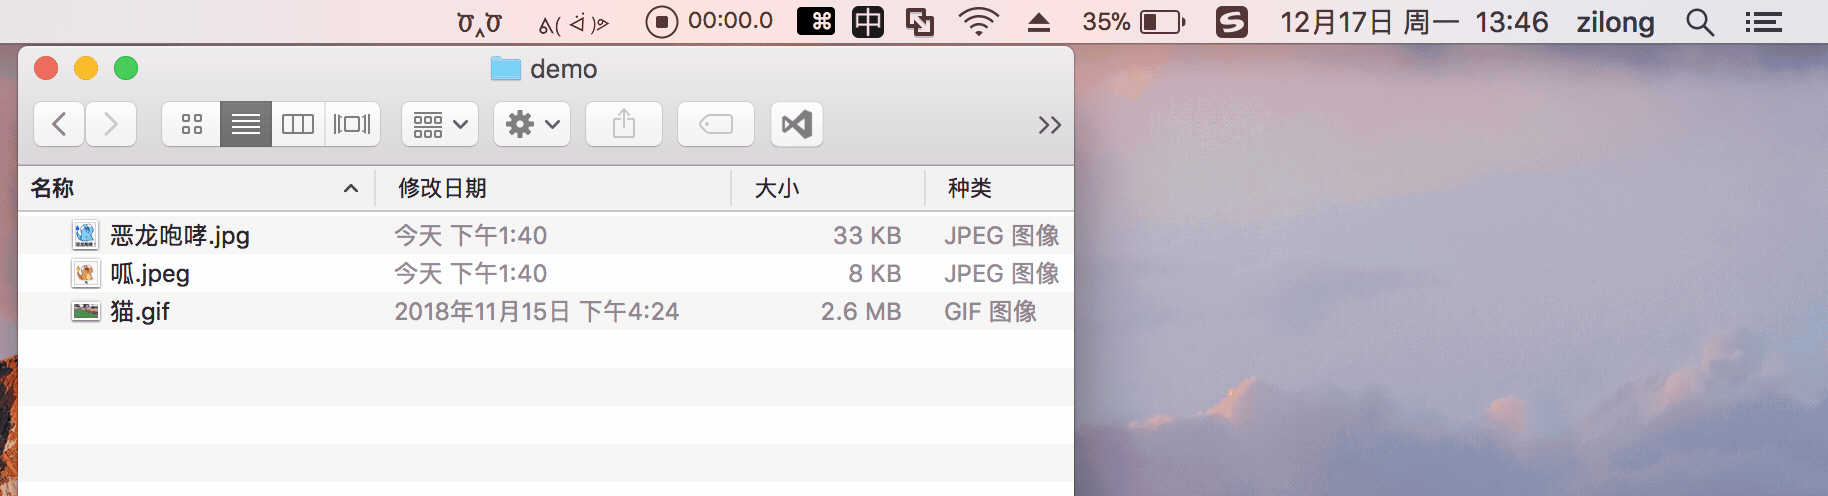 00:00.0 ⌘ 中 35% S 12月17日 周一 13:46 zilong
demo
名称 修改日期 大小 种类
恶龙咆哮.jpg 今天 下午1:40 33 KB JPEG 图像
呱.jpeg 今天 下午1:40 8 KB JPEG 图像
猫.gif 2018年11月15日 下午4:24 2.6 MB GIF 图像